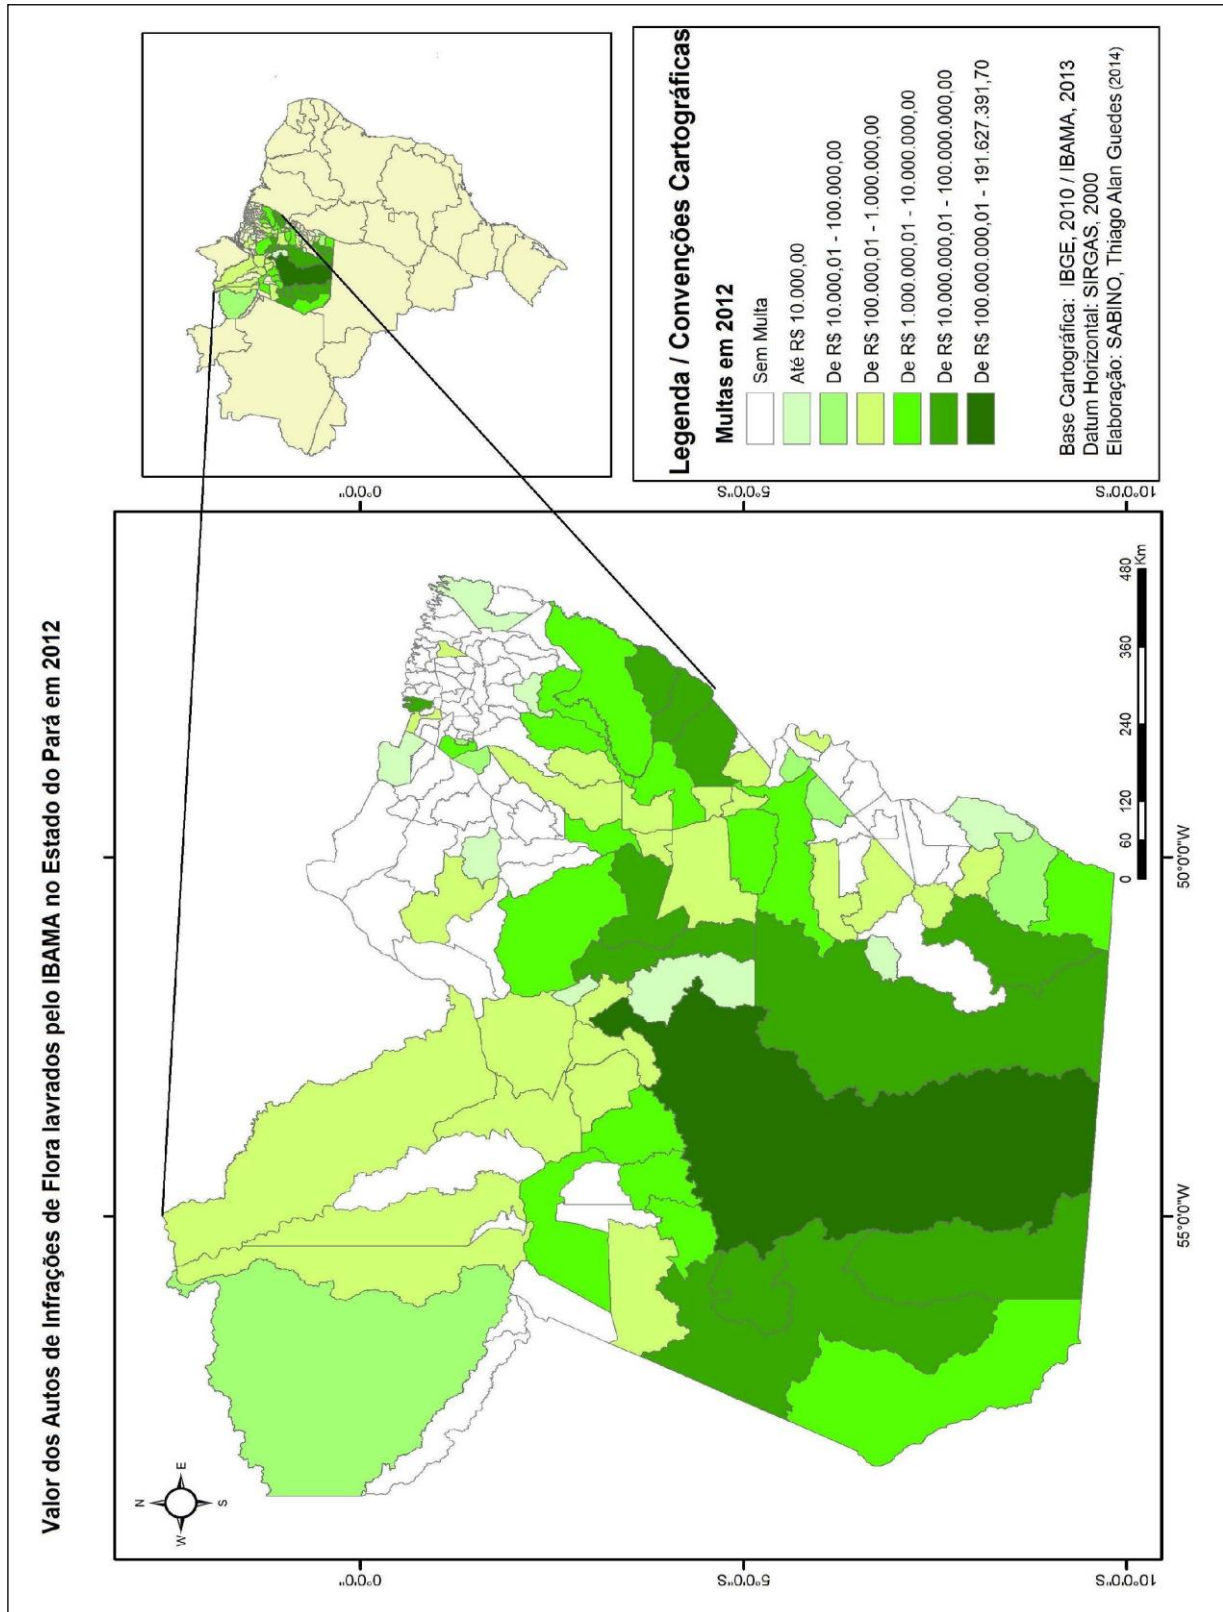 Valor dos Autos de Infrações de Flora lavrados pelo IBAMA no Estado do Pará em 2012
N
W
E
S
0°0'0"
5°0'0"S
10°0'0"S
0°0'0"
5°0'0"S
10°0'0"S
55°0'0"W
50°0'0"W
0 60 120 240 360 480
Km
Legenda / Convenções Cartográficas
Multas em 2012
Sem Multa
Até R$ 10.000,00
De R$ 10.000,01 - 100.000,00
De R$ 100.000,01 - 1.000.000,00
De R$ 1.000.000,01 - 10.000.000,00
De R$ 10.000.000,01 - 100.000.000,00
De R$ 100.000.000,01 - 191.627.391,70
Base Cartográfica: IBGE, 2010 / IBAMA, 2013
Datum Horizontal: SIRGAS, 2000
Elaboração: SABINO, Thiago Alan Guedes (2014)